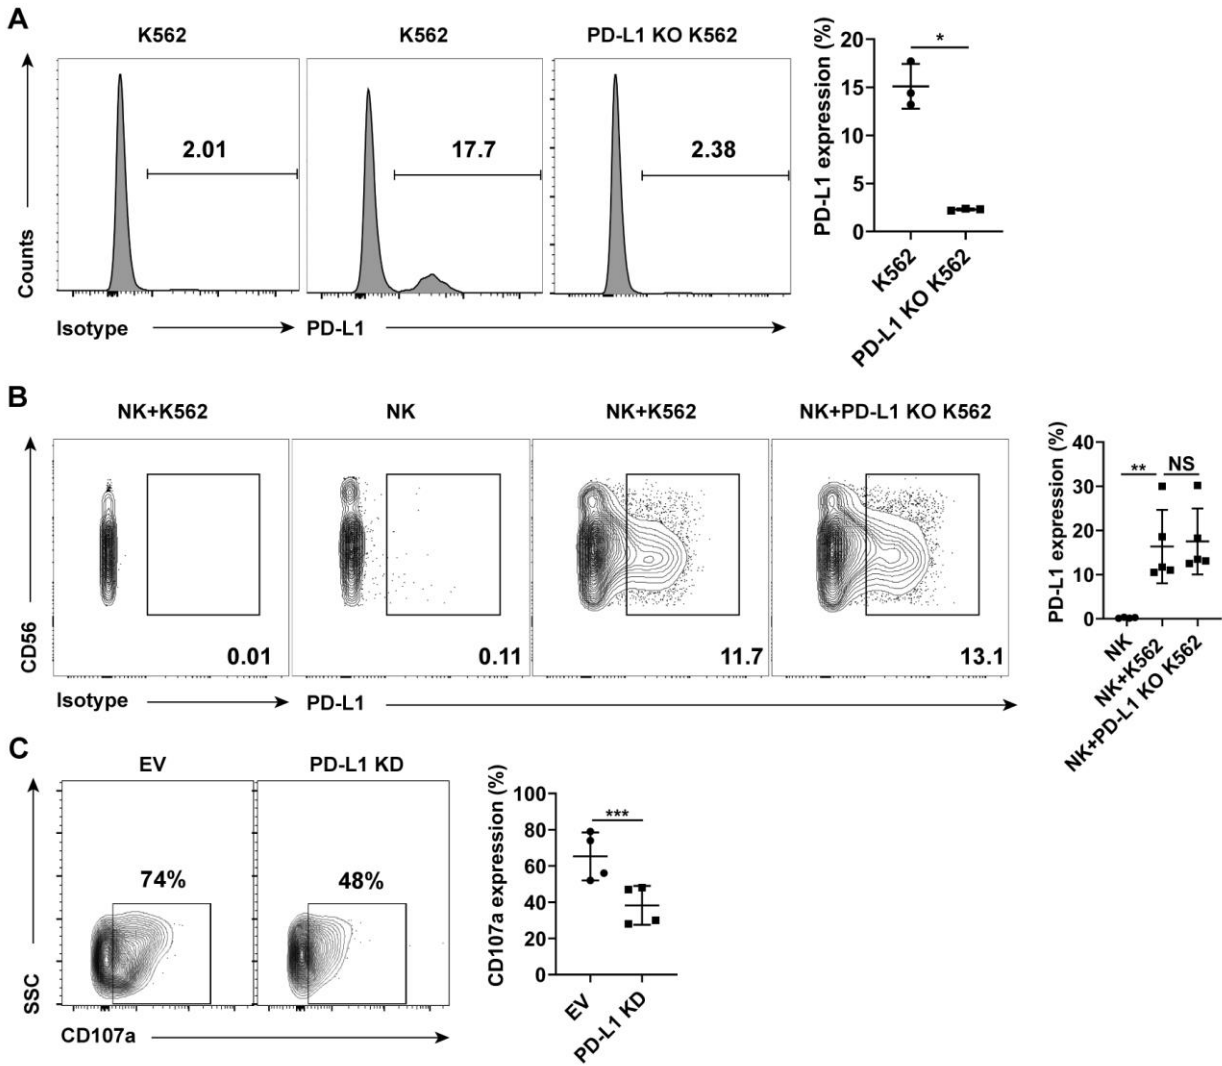 A
K562
K562
PD-L1 KO K562
2.01
17.7
2.38
Counts
Isotype
PD-L1
PD-L1 expression (%)
20
15
10
5
0
*
K562
PD-L1 KO K562
B
NK+K562
NK
NK+K562
NK+PD-L1 KO K562
0.01
0.11
11.7
13.1
CD56
Isotype
PD-L1
PD-L1 expression (%)
40
30
20
10
0
**
NS
NK
NK+K562
NK+PD-L1 KO K562
C
EV
PD-L1 KD
74%
48%
SSC
CD107a
CD107a expression (%)
100
80
60
40
20
0
***
EV
PD-L1 KD